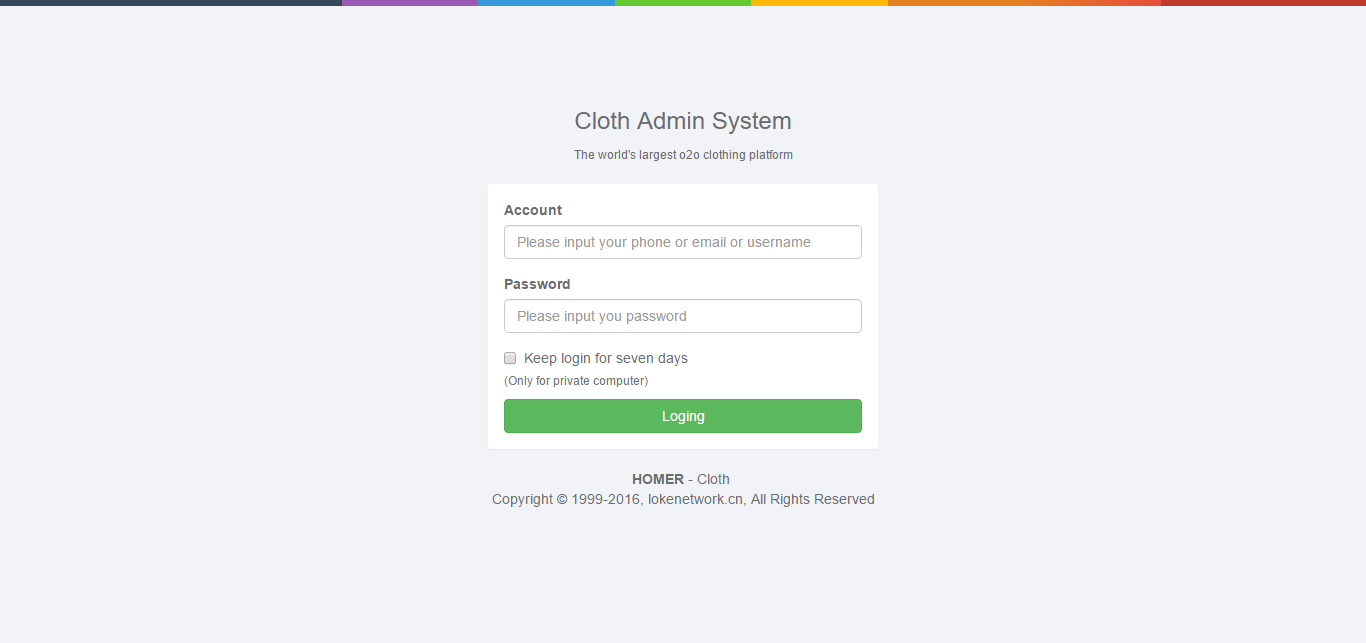 Cloth Admin System
The world's largest o2o clothing platform
Account
Please input your phone or email or username
Password
Please input you password
Keep login for seven days
(Only for private computer)
Loging
HOMER - Cloth
Copyright © 1999-2016, lokenetwork.cn, All Rights Reserved